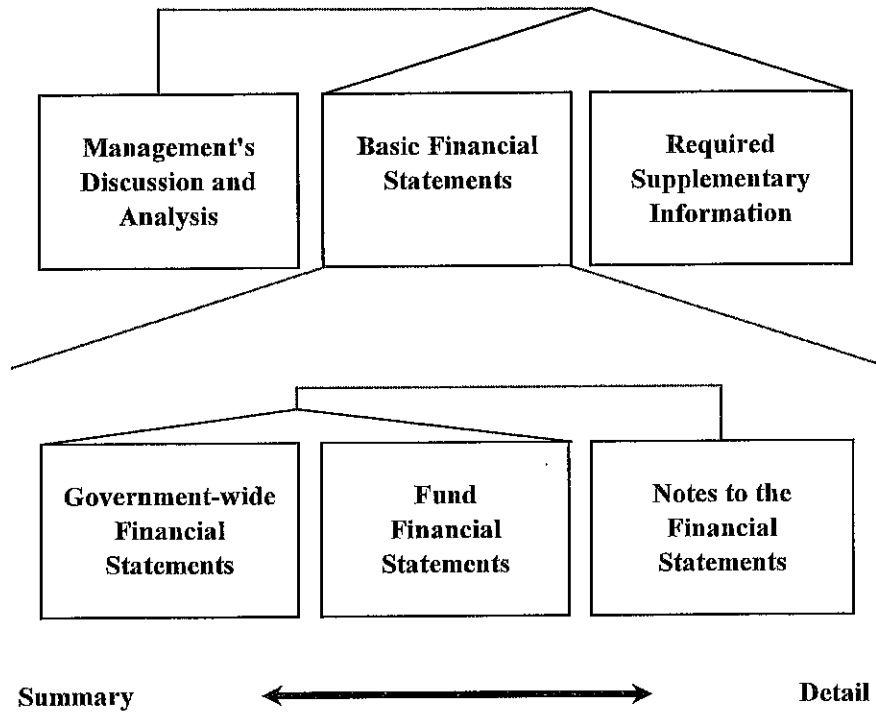 Management's
Discussion and
Analysis
Basic Financial
Statements
Required
Supplementary
Information
Government-wide
Financial
Statements
Fund
Financial
Statements
Notes to the
Financial
Statements
Summary
Detail